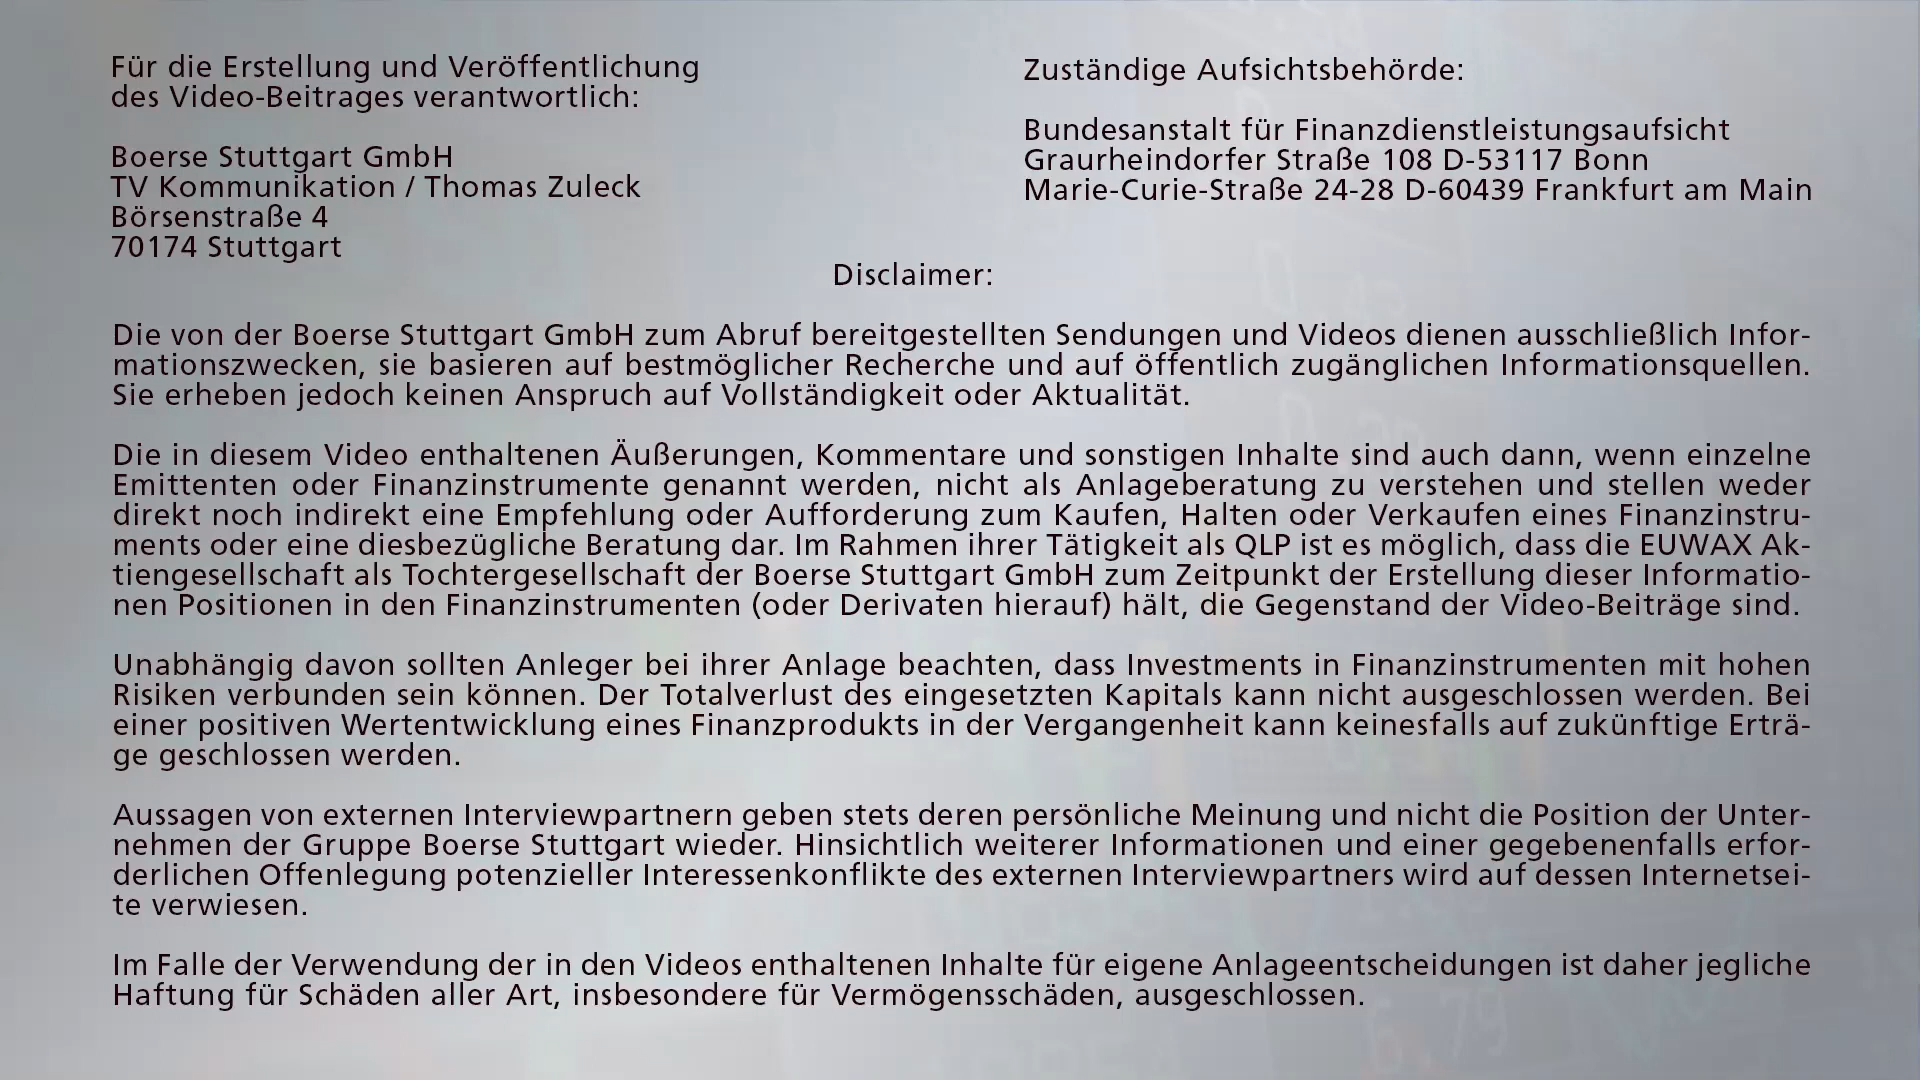 Für die Erstellung und Veröffentlichung
des Video-Beitrages verantwortlich:
Boerse Stuttgart GmbH
TV Kommunikation / Thomas Zuleck
Börsenstraße 4
70174 Stuttgart
Zuständige Aufsichtsbehörde:
Bundesanstalt für Finanzdienstleistungsaufsicht
Graurheindorfer Straße 108 D-53117 Bonn
Marie-Curie-Straße 24-28 D-60439 Frankfurt am Main
Disclaimer:
Die von der Boerse Stuttgart GmbH zum Abruf bereitgestellten Sendungen und Videos dienen ausschließlich Infor-
mationszwecken, sie basieren auf bestmöglicher Recherche und auf öffentlich zugänglichen Informationsquellen.
Sie erheben jedoch keinen Anspruch auf Vollständigkeit oder Aktualität.
Die in diesem Video enthaltenen Äußerungen, Kommentare und sonstigen Inhalte sind auch dann, wenn einzelne
Emittenten oder Finanzinstrumente genannt werden, nicht als Anlageberatung zu verstehen und stellen weder
direkt noch indirekt eine Empfehlung oder Aufforderung zum Kaufen, Halten oder Verkaufen eines Finanzinstru-
ments oder eine diesbezügliche Beratung dar. Im Rahmen ihrer Tätigkeit als QLP ist es möglich, dass die EUWAX Ak-
tiengesellschaft als Tochtergesellschaft der Boerse Stuttgart GmbH zum Zeitpunkt der Erstellung dieser Informatio-
nen Positionen in den Finanzinstrumenten (oder Derivaten hierauf) hält, die Gegenstand der Video-Beiträge sind.
Unabhängig davon sollten Anleger bei ihrer Anlage beachten, dass Investments in Finanzinstrumenten mit hohen
Risiken verbunden sein können. Der Totalverlust des eingesetzten Kapitals kann nicht ausgeschlossen werden. Bei
einer positiven Wertentwicklung eines Finanzprodukts in der Vergangenheit kann keinesfalls auf zukünftige Erträ-
ge geschlossen werden.
Aussagen von externen Interviewpartnern geben stets deren persönliche Meinung und nicht die Position der Unter-
nehmen der Gruppe Boerse Stuttgart wieder. Hinsichtlich weiterer Informationen und einer gegebenenfalls erfor-
derlichen Offenlegung potenzieller Interessenkonflikte des externen Interviewpartners wird auf dessen Internetsei-
te verwiesen.
Im Falle der Verwendung der in den Videos enthaltenen Inhalte für eigene Anlageentscheidungen ist daher jegliche
Haftung für Schäden aller Art, insbesondere für Vermögensschäden, ausgeschlossen.